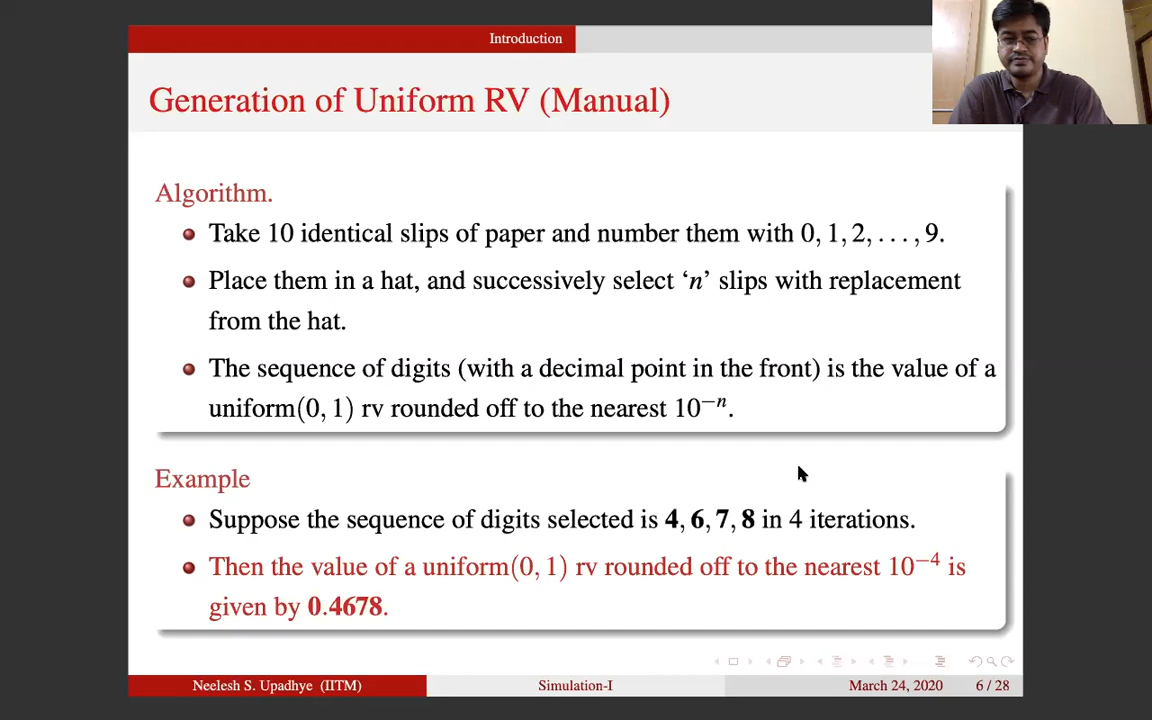 Introduction
Generation of Uniform RV (Manual)
Algorithm.
Take 10 identical slips of paper and number them with 0, 1, 2, . . . , 9.
Place them in a hat, and successively select ‘n’ slips with replacement
from the hat.
The sequence of digits (with a decimal point in the front) is the value of a
uniform(0, 1) rv rounded off to the nearest 10⁻ⁿ.
Example
Suppose the sequence of digits selected is 4, 6, 7, 8 in 4 iterations.
Then the value of a uniform(0, 1) rv rounded off to the nearest 10⁻⁴ is
given by 0.4678.
Neelesh S. Upadhye (IITM) Simulation-I March 24, 2020 6 / 28